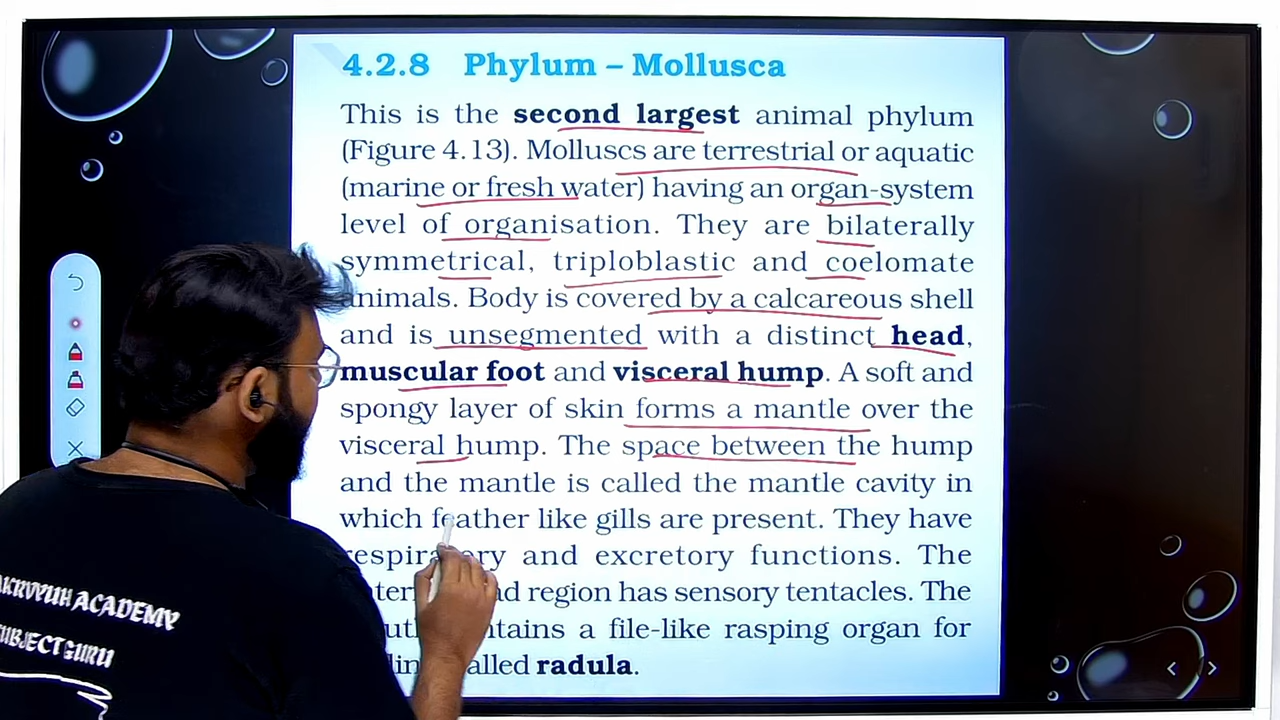 4.2.8 Phylum – Mollusca
This is the second largest animal phylum
(Figure 4.13). Molluscs are terrestrial or aquatic
(marine or fresh water) having an organ-system
level of organisation. They are bilaterally
symmetrical, triploblastic and coelomate
animals. Body is covered by a calcareous shell
and is unsegmented with a distinct head,
muscular foot and visceral hump. A soft and
spongy layer of skin forms a mantle over the
visceral hump. The space between the hump
and the mantle is called the mantle cavity in
which feather like gills are present. They have
and excretory functions. The
region has sensory tentacles. The
a file-like rasping organ for
radula.
ACADEMY